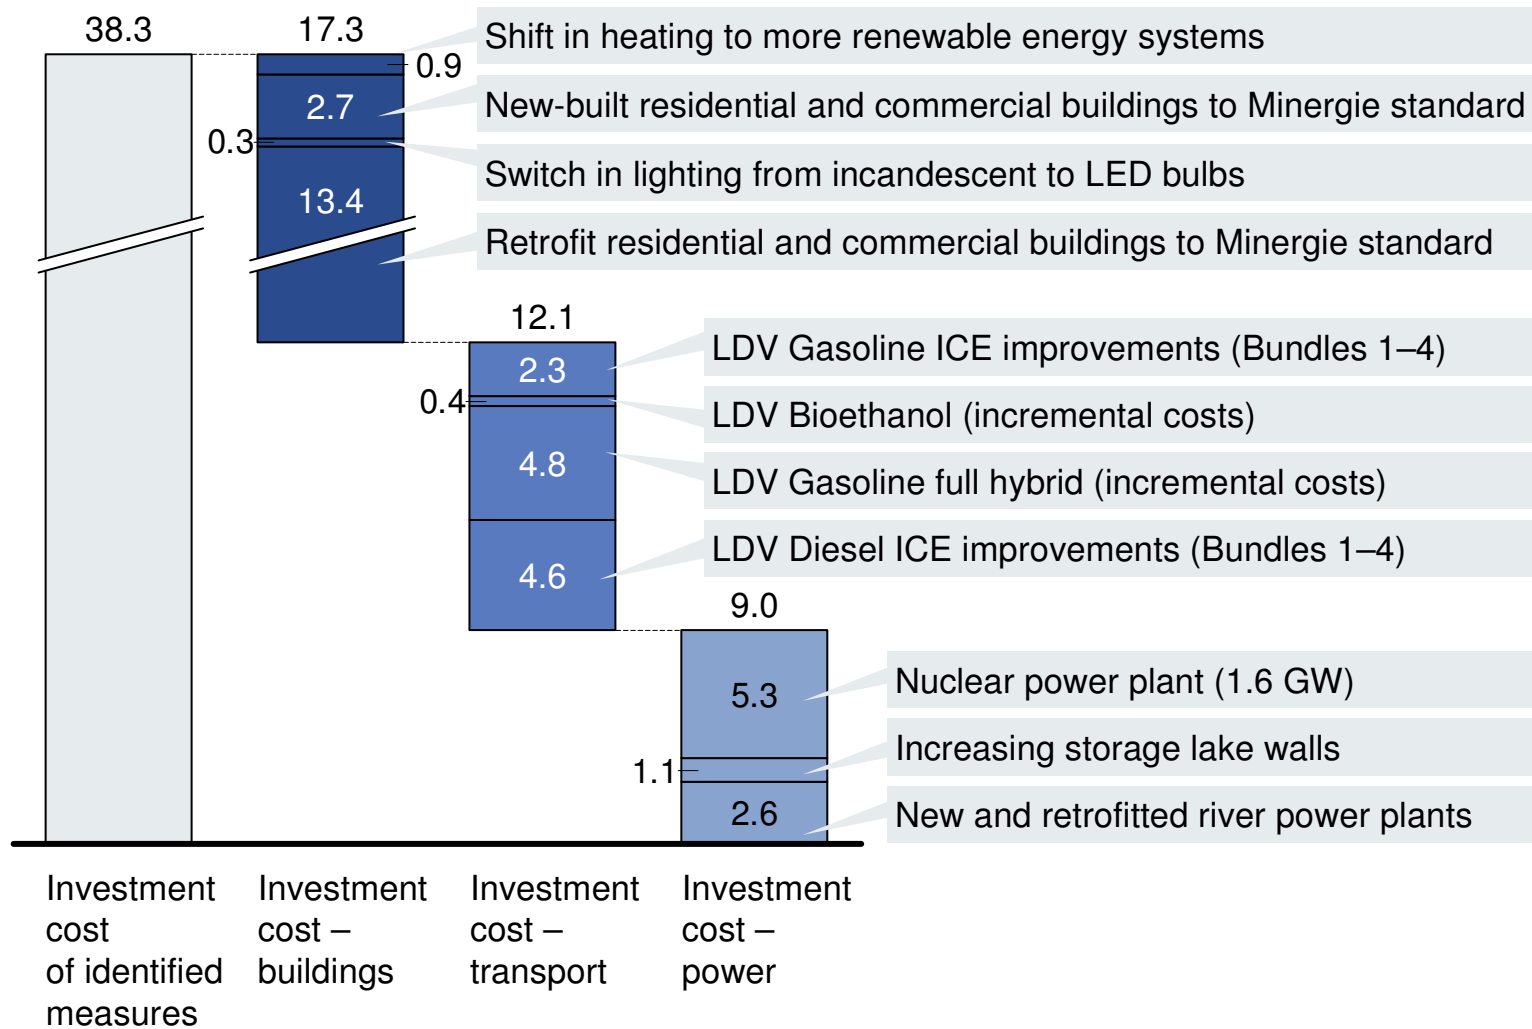 38.3
17.3
Shift in heating to more renewable energy systems
0.9
New-built residential and commercial buildings to Minergie standard
2.7
0.3
Switch in lighting from incandescent to LED bulbs
13.4
Retrofit residential and commercial buildings to Minergie standard
12.1
LDV Gasoline ICE improvements (Bundles 1–4)
2.3
0.4
LDV Bioethanol (incremental costs)
4.8
LDV Gasoline full hybrid (incremental costs)
LDV Diesel ICE improvements (Bundles 1–4)
4.6
9.0
Nuclear power plant (1.6 GW)
5.3
Increasing storage lake walls
1.1
2.6
New and retrofitted river power plants
Investment
cost
of identified
measures
Investment
cost –
buildings
Investment
cost –
transport
Investment
cost –
power